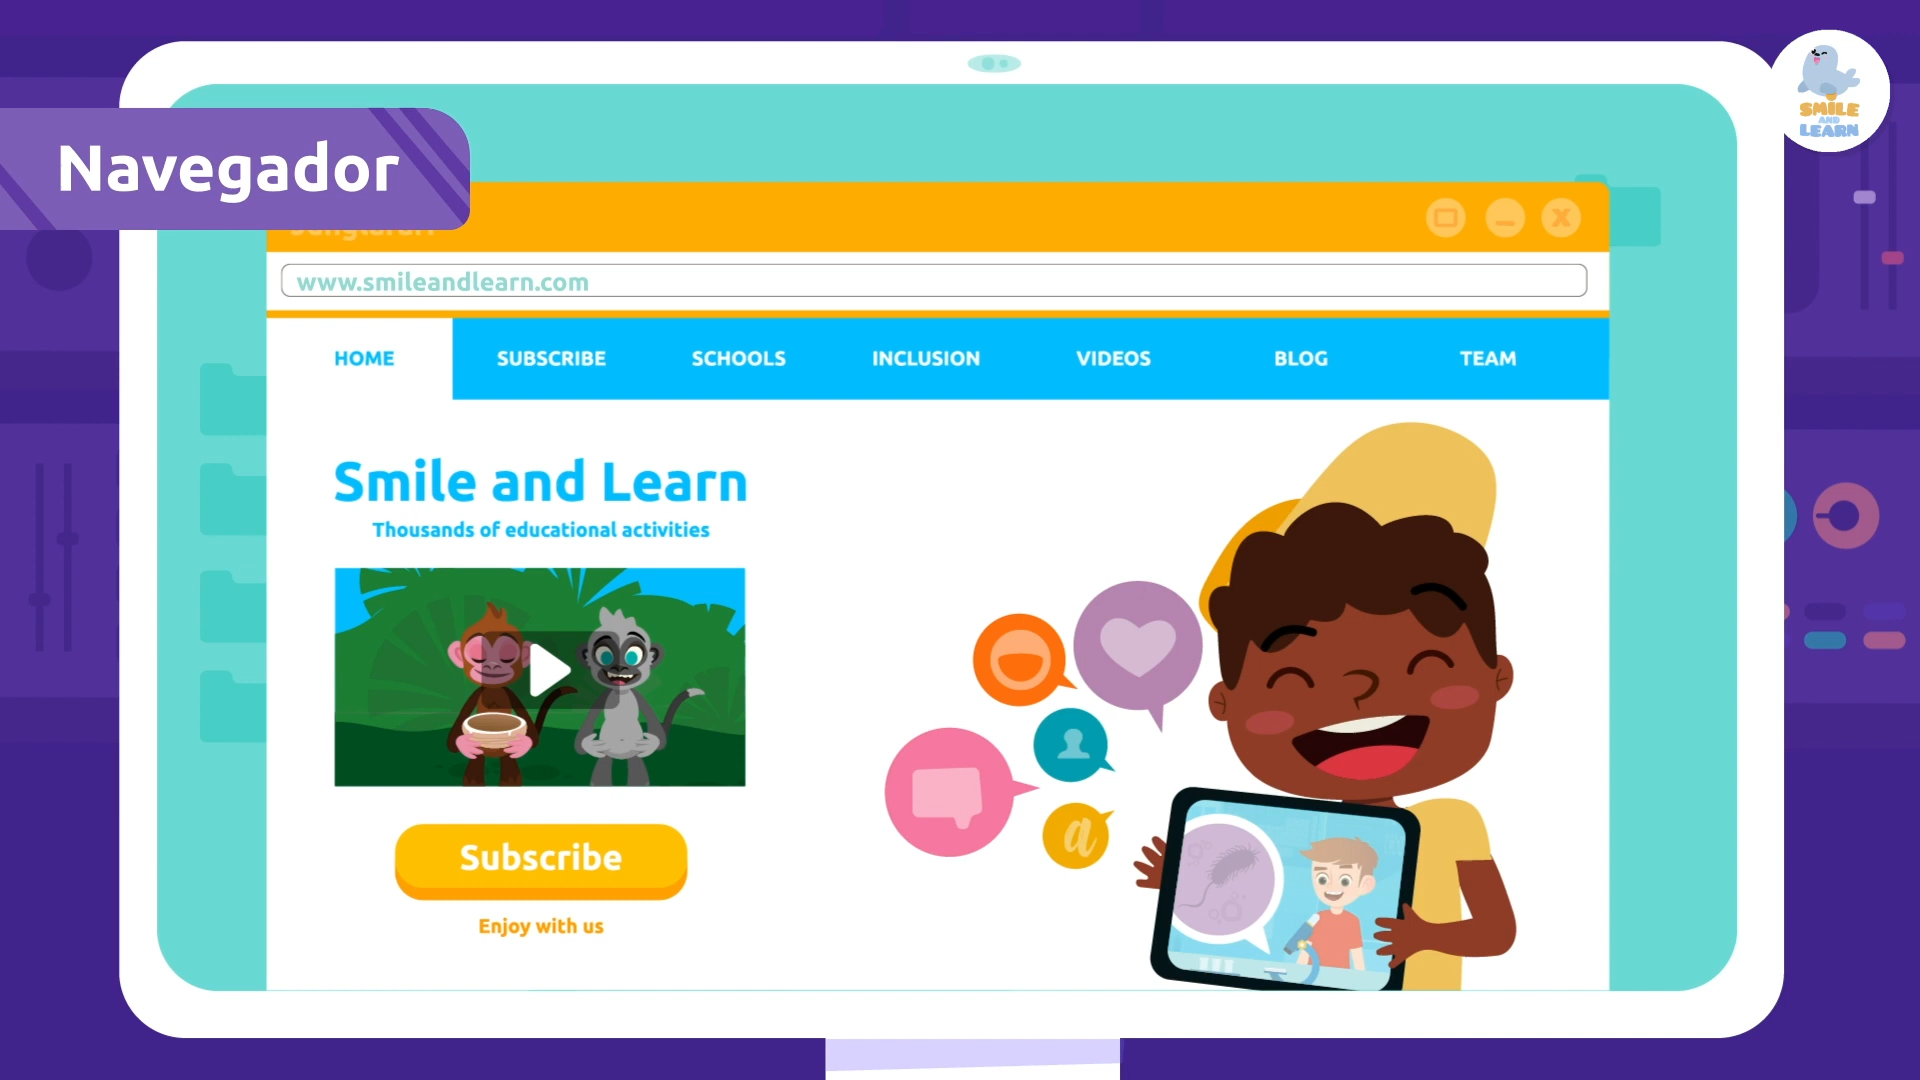 Navegador
SMILE
AND
LEARN
www.smileandlearn.com
HOME SUBSCRIBE SCHOOLS INCLUSION VIDEOS BLOG TEAM
Smile and Learn
Thousands of educational activities
Subscribe
Enjoy with us
a